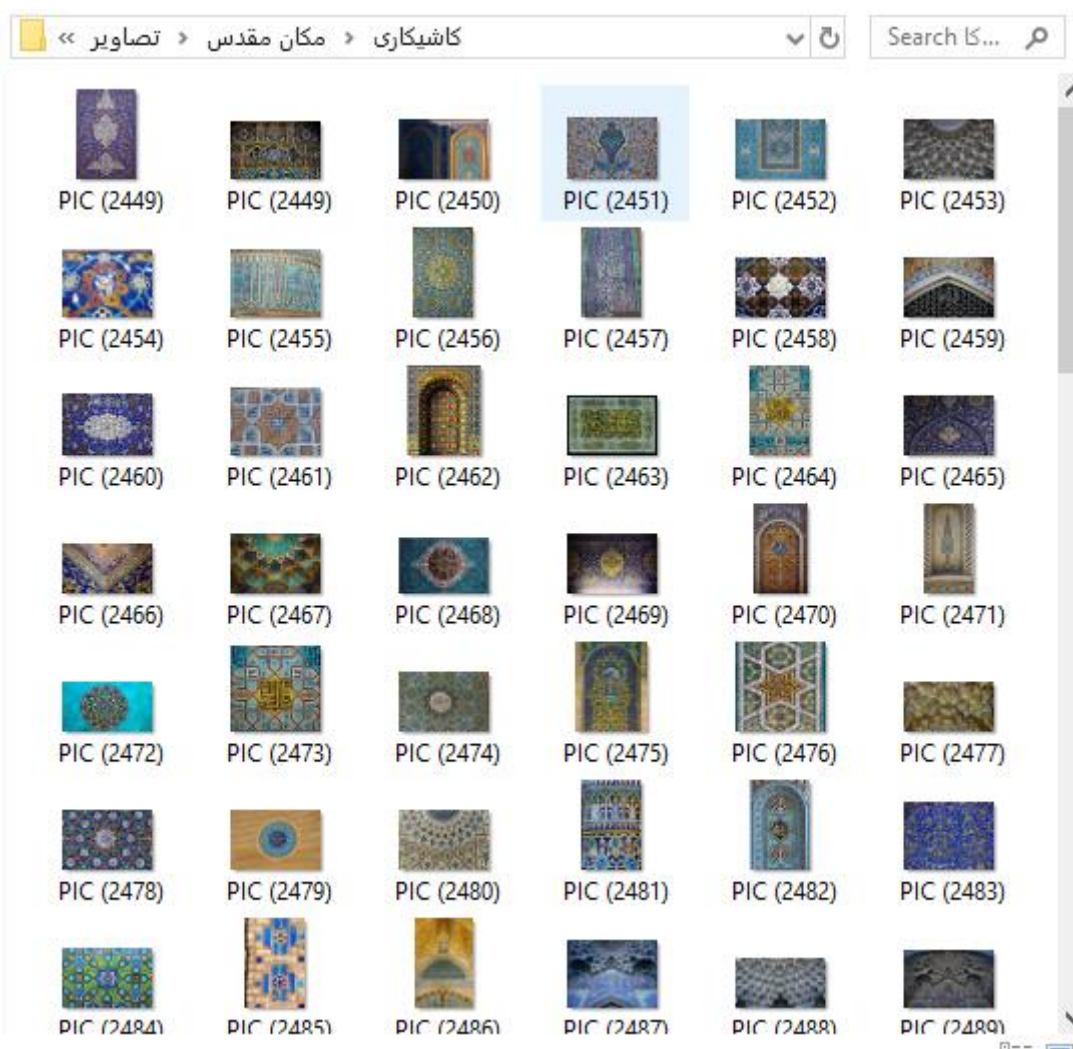 « تصاویر › مکان مقدس › کاشیکاری
Search کا...
PIC (2449) PIC (2449) PIC (2450) PIC (2451) PIC (2452) PIC (2453)
PIC (2454) PIC (2455) PIC (2456) PIC (2457) PIC (2458) PIC (2459)
PIC (2460) PIC (2461) PIC (2462) PIC (2463) PIC (2464) PIC (2465)
PIC (2466) PIC (2467) PIC (2468) PIC (2469) PIC (2470) PIC (2471)
PIC (2472) PIC (2473) PIC (2474) PIC (2475) PIC (2476) PIC (2477)
PIC (2478) PIC (2479) PIC (2480) PIC (2481) PIC (2482) PIC (2483)
PIC (2484) PIC (2485) PIC (2486) PIC (2487) PIC (2488) PIC (2489)